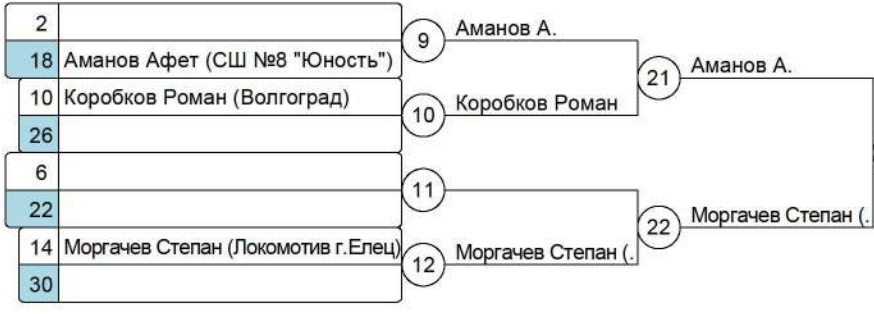 2
18 Аманов Афет (СШ №8 "Юность")
9 Аманов А.
10 Коробков Роман (Волгоград)
26
10 Коробков Роман
21 Аманов А.
6
22
11
14 Моргачев Степан (Локомотив г.Елец)
30
12 Моргачев Степан (.
22 Моргачев Степан (.